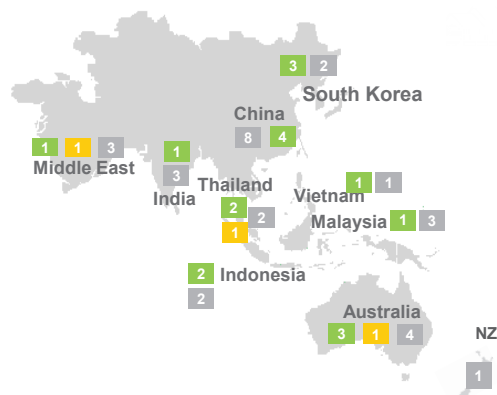 3 2
South Korea
China
8 4
1 1 3
Middle East
1
3
India
Thailand
2
2
1
1 1
Vietnam
Malaysia 1 3
2 Indonesia
2
Australia
3 1 4
NZ
1